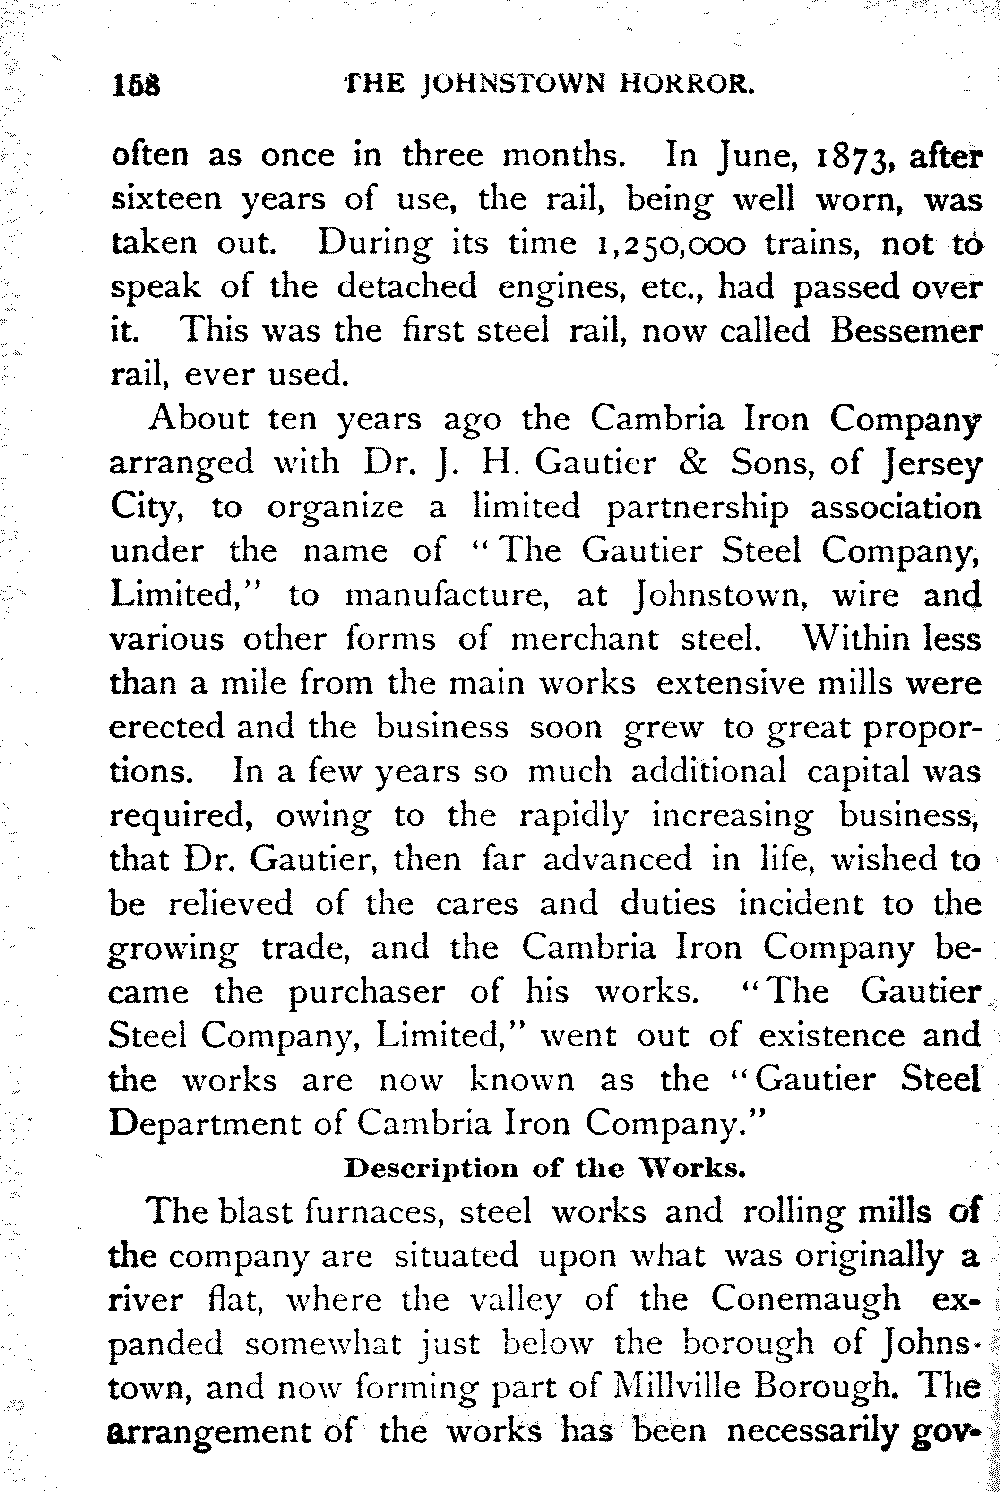 158 THE JOHNSTOWN HORROR.
often as once in three months. In June, 1873, after
sixteen years of use, the rail, being well worn, was
taken out. During its time 1,250,000 trains, not to
speak of the detached engines, etc., had passed over
it. This was the first steel rail, now called Bessemer
rail, ever used.
About ten years ago the Cambria Iron Company
arranged with Dr. J. H. Gautier & Sons, of Jersey
City, to organize a limited partnership association
under the name of "The Gautier Steel Company,
Limited," to manufacture, at Johnstown, wire and
various other forms of merchant steel. Within less
than a mile from the main works extensive mills were
erected and the business soon grew to great propor-
tions. In a few years so much additional capital was
required, owing to the rapidly increasing business,
that Dr. Gautier, then far advanced in life, wished to
be relieved of the cares and duties incident to the
growing trade, and the Cambria Iron Company be-
came the purchaser of his works. "The Gautier
Steel Company, Limited," went out of existence and
the works are now known as the "Gautier Steel
Department of Cambria Iron Company."
Description of the Works.
The blast furnaces, steel works and rolling mills of
the company are situated upon what was originally a
river flat, where the valley of the Conemaugh ex-
panded somewhat just below the borough of Johns-
town, and now forming part of Millville Borough. The
arrangement of the works has been necessarily gov-